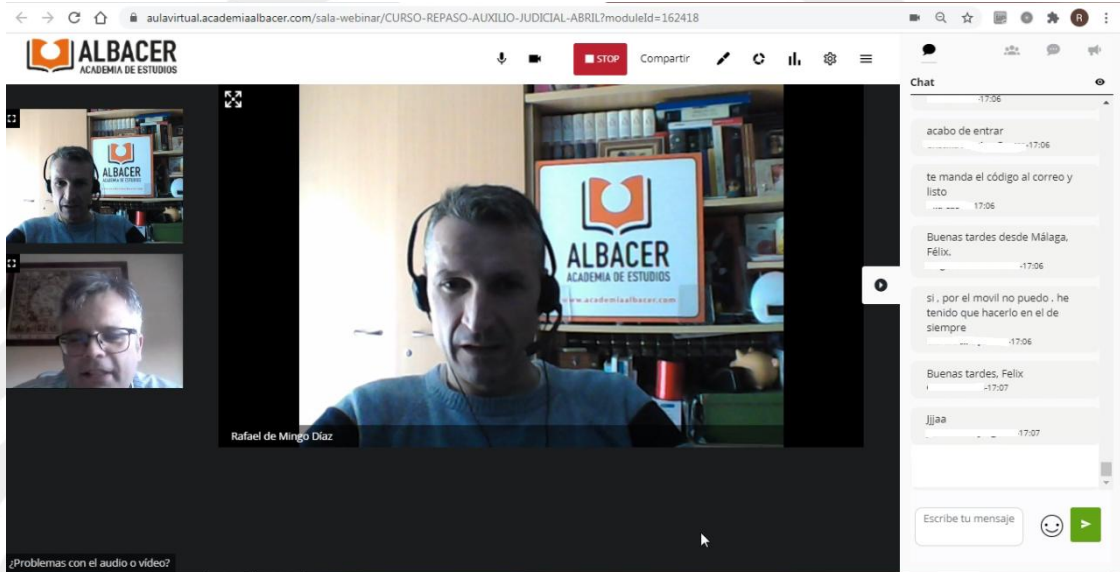 aulavirtual.academiaalbacer.com/sala-webinar/CURSO-REPASO-AUXILIO-JUDICIAL-ABRIL?moduleId=162418
R
ALBACER
ACADEMIA DE ESTUDIOS
STOP
Compartir
ALBACER
ALBACER
ACADEMIA DE ESTUDIOS
www.academiaalbacer.com
Rafael de Mingo Díaz
¿Problemas con el audio o vídeo?
Chat
-17:06
acabo de entrar
-17:06
te manda el código al correo y
listo
17:06
Buenas tardes desde Málaga,
Félix.
-17:06
si , por el movil no puedo . he
tenido que hacerlo en el de
siempre
-17:06
Buenas tardes, Felix
-17:07
Jjjaa
-17:07
Escribe tu mensaje